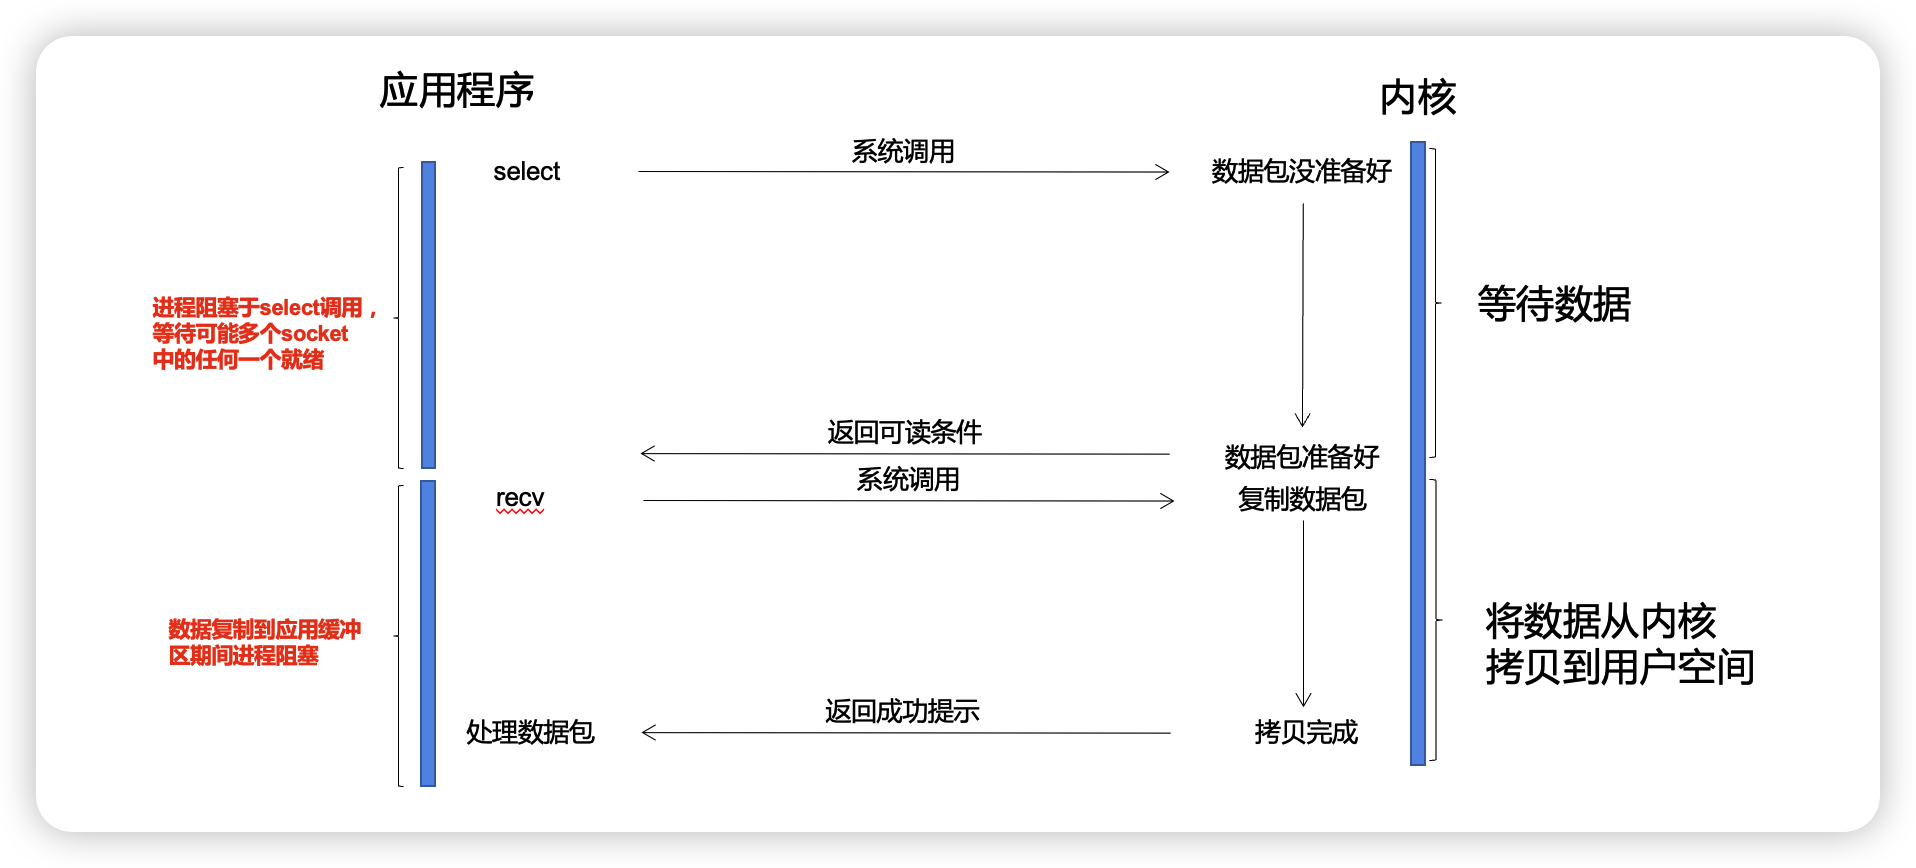 应用程序
内核
select
系统调用
数据包没准备好
进程阻塞于select调用，
等待可能多个socket
中的任何一个就绪
等待数据
返回可读条件
数据包准备好
系统调用
recv
复制数据包
数据复制到应用缓冲
区期间进程阻塞
将数据从内核
拷贝到用户空间
处理数据包
返回成功提示
拷贝完成